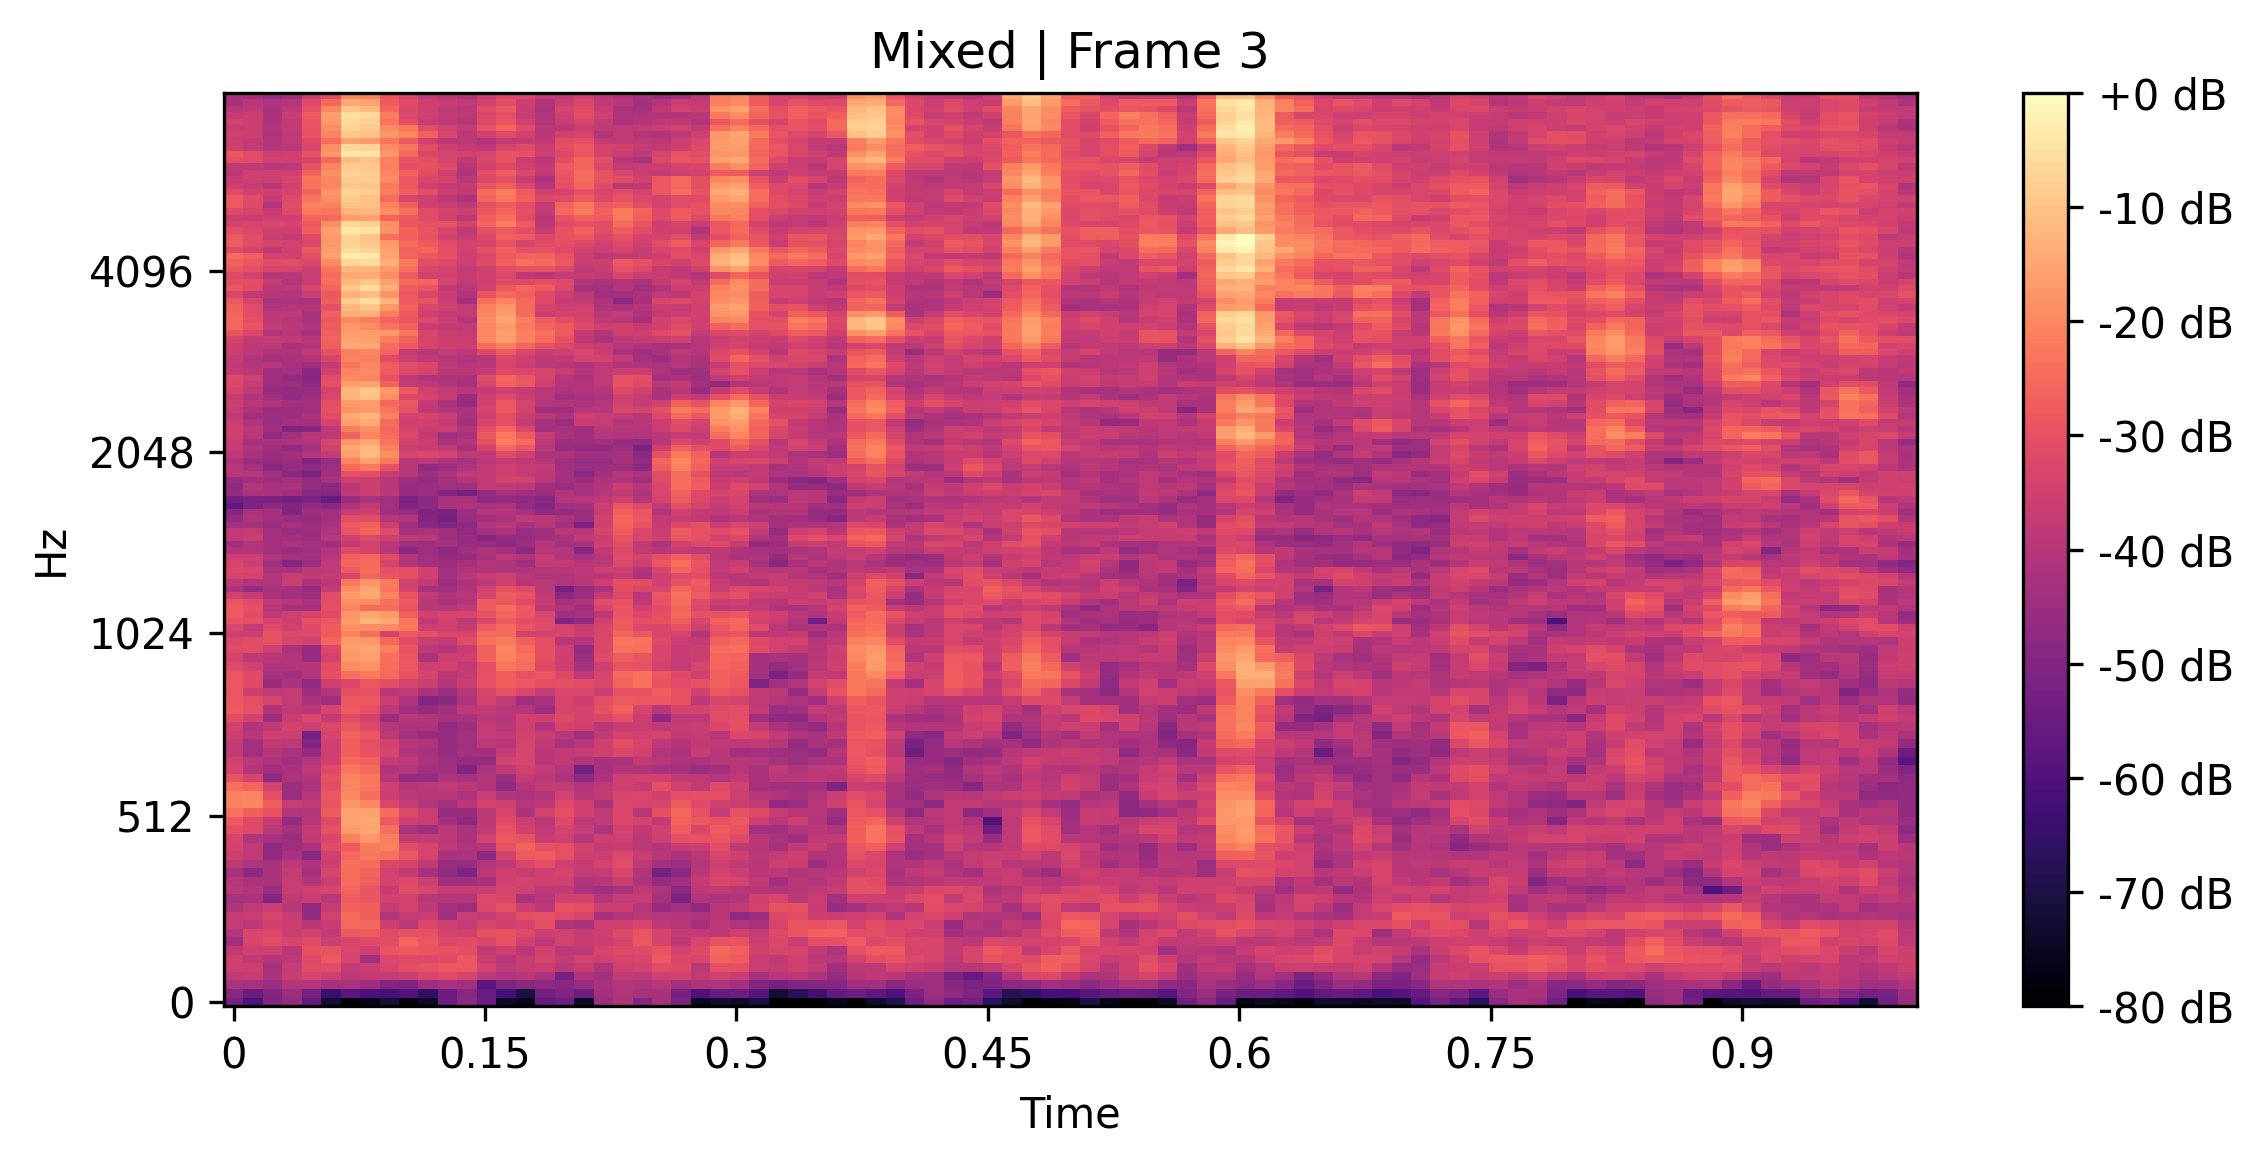 Mixed | Frame 3
Hz
4096
2048
1024
512
0
0 0.15 0.3 0.45 0.6 0.75 0.9
Time
+0 dB
-10 dB
-20 dB
-30 dB
-40 dB
-50 dB
-60 dB
-70 dB
-80 dB